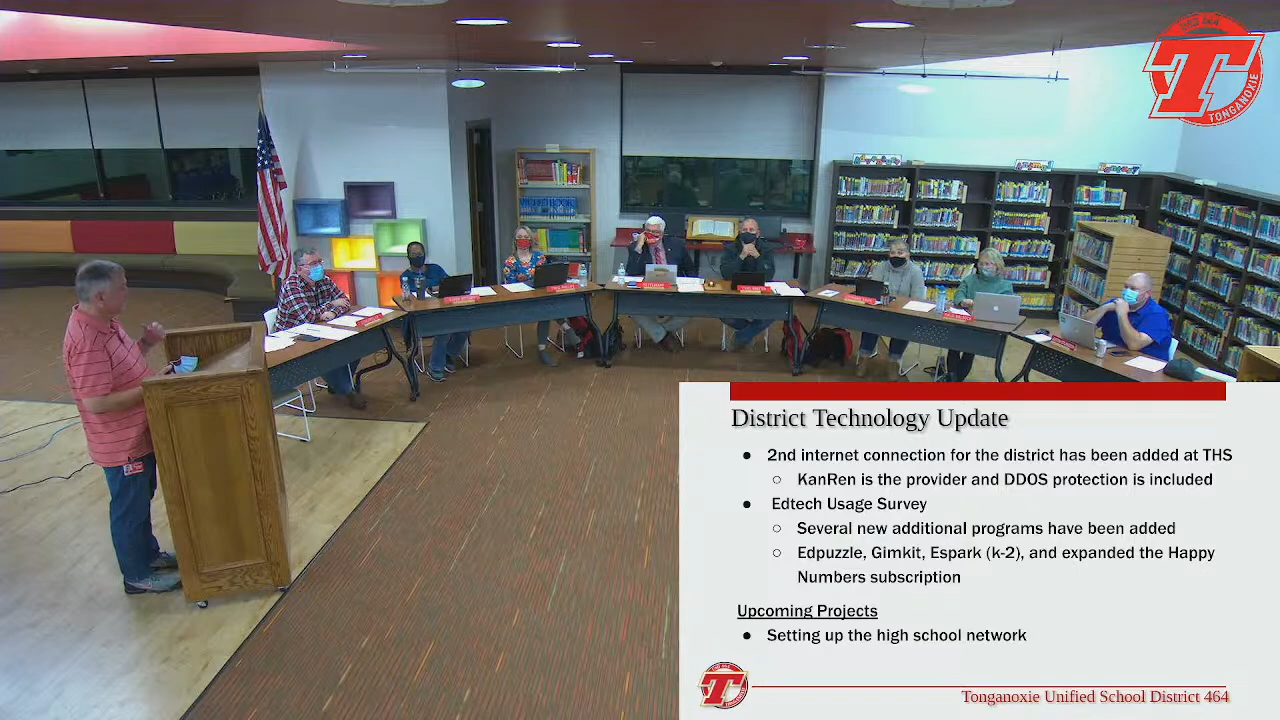 TONGANOXIE
District Technology Update
● 2nd internet connection for the district has been added at THS
○ KanRen is the provider and DDOS protection is included
● Edtech Usage Survey
○ Several new additional programs have been added
○ Edpuzzle, Gimkit, Espark (k-2), and expanded the Happy
Numbers subscription
Upcoming Projects
● Setting up the high school network
T
Tonganoxie Unified School District 464